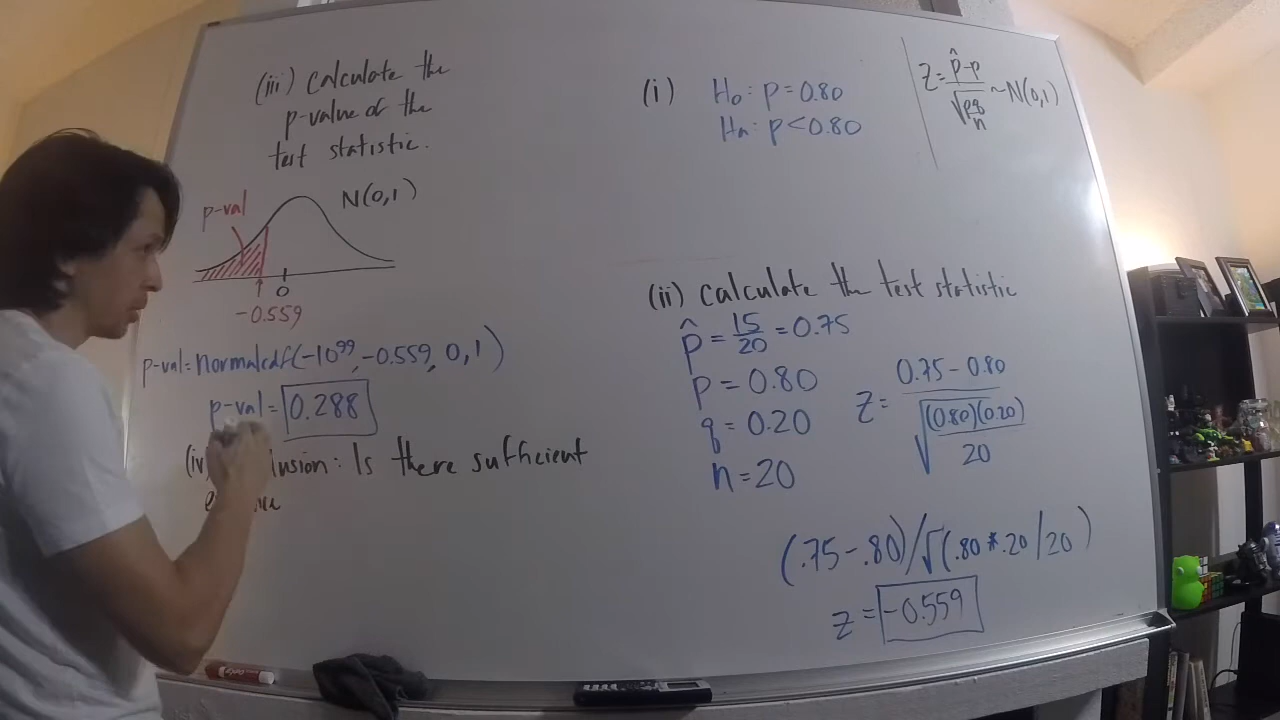 (iii) Calculate the
p-value of the
test statistic.
p-val
N(0,1)
0
-0.559
p-val = normalcdf(-10^99, -0.559, 0, 1)
p-val = 0.288
(iv) : Is there sufficient
(i) H₀: p = 0.80
Hₐ: p < 0.80
Z = p̂-p / √(pq/n) ~ N(0,1)
(ii) Calculate the test statistic
p̂ = 15/20 = 0.75
p = 0.80
q = 0.20
n = 20
Z = 0.75 - 0.80 / √((0.80)(0.20)/20)
(.75-.80)/√(.80*.20/20)
z = -0.559